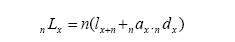 ₙLₓ = n(lₓ₊ₙ + ₙaₓ · ₙdₓ)